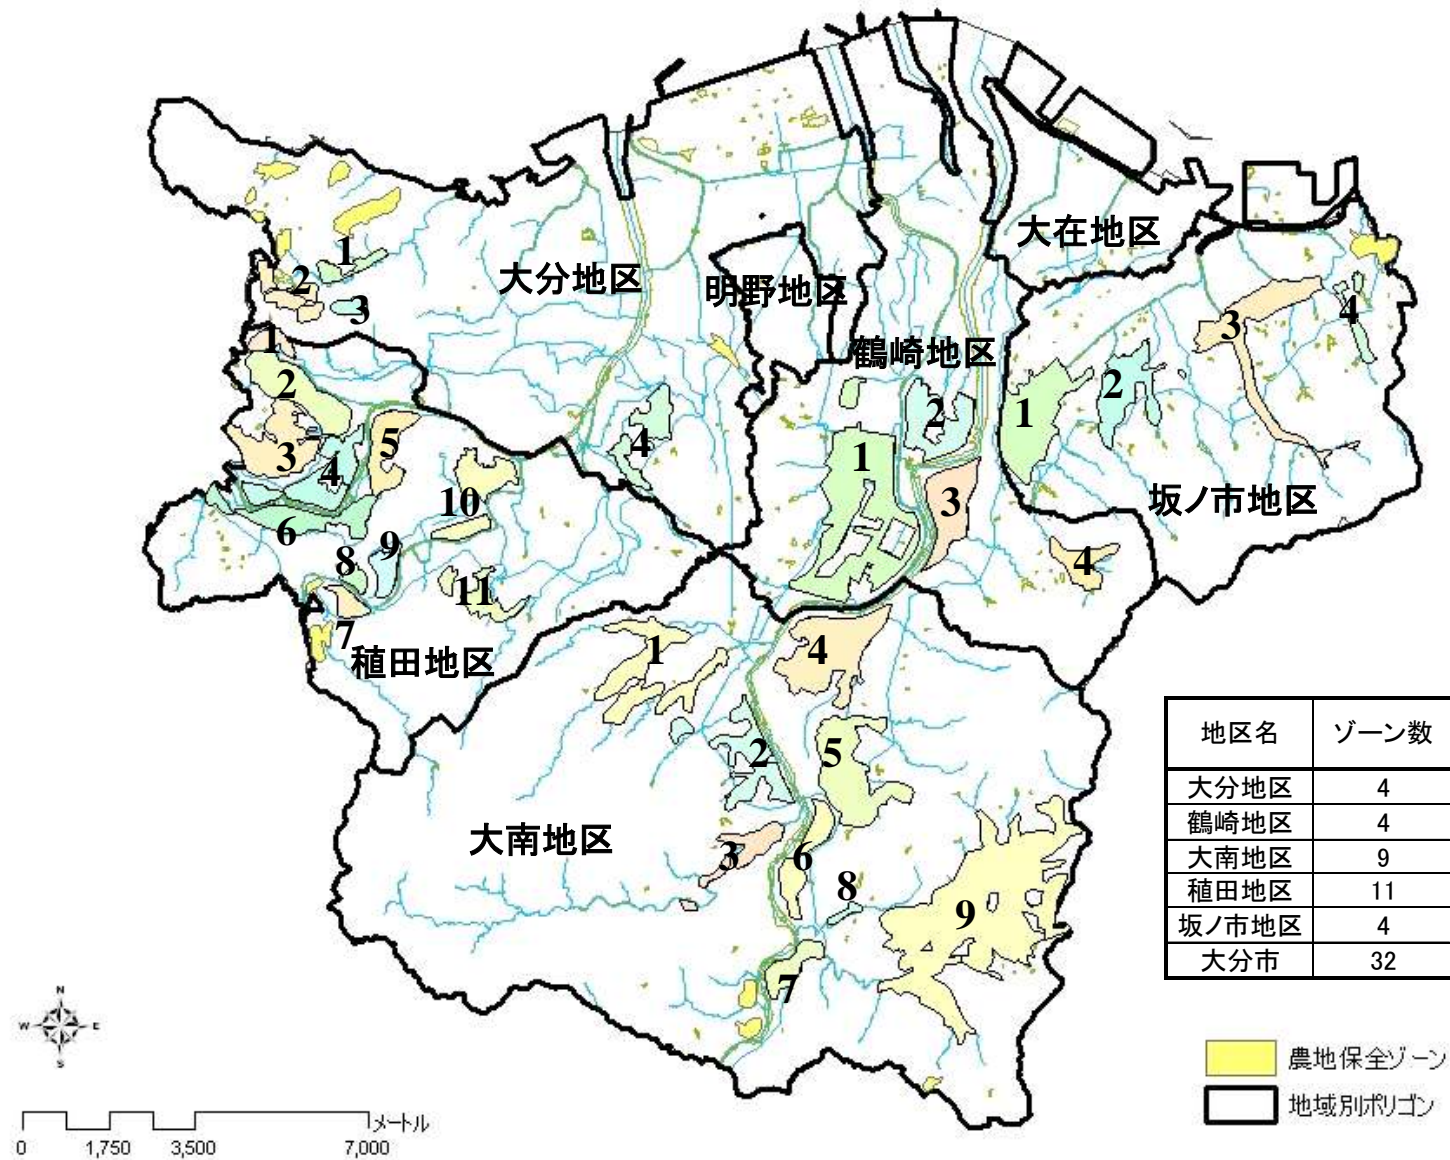 大分地区
明野地区
大在地区
鶴崎地区
坂ノ市地区
稙田地区
大南地区
1
2
3
4
1
2
3
4
5
6
7
8
9
10
11
1
2
3
4
1
2
3
4
1
2
3
4
5
6
7
8
9
地区名 ゾーン数
大分地区 4
鶴崎地区 4
大南地区 9
稙田地区 11
坂ノ市地区 4
大分市 32
N
W E
S
メートル
0 1,750 3,500 7,000
農地保全ゾーン
地域別ポリゴン